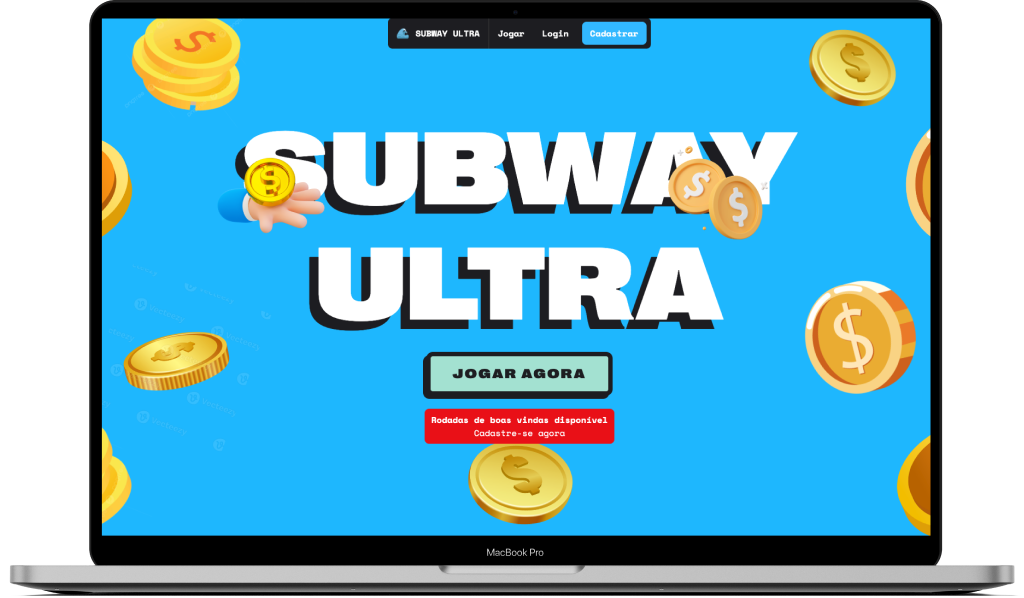 SUBWAY ULTRA Jogar Login Cadastrar
SUBWAY
ULTRA
JOGAR AGORA
Rodadas de boas vindas disponível
Cadastre-se agora
MacBook Pro